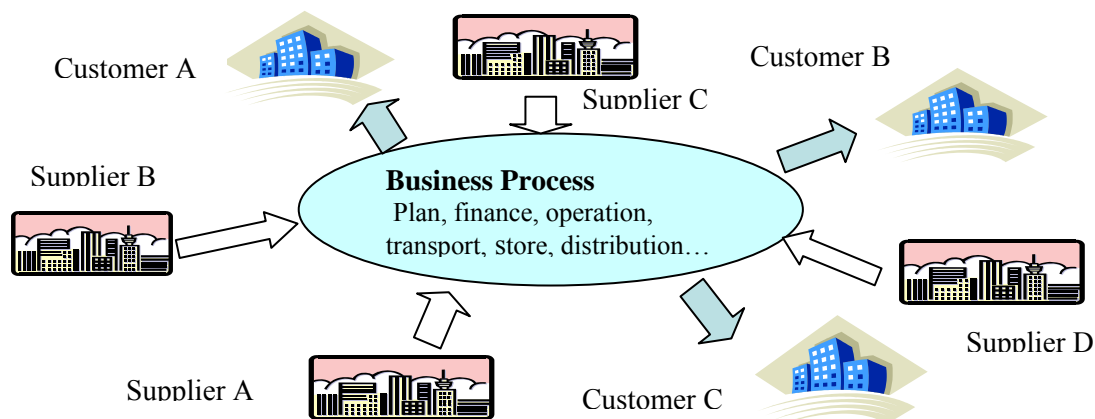 Customer A
Supplier C
Customer B
Supplier B
Business Process
Plan, finance, operation,
transport, store, distribution…
Supplier D
Supplier A
Customer C